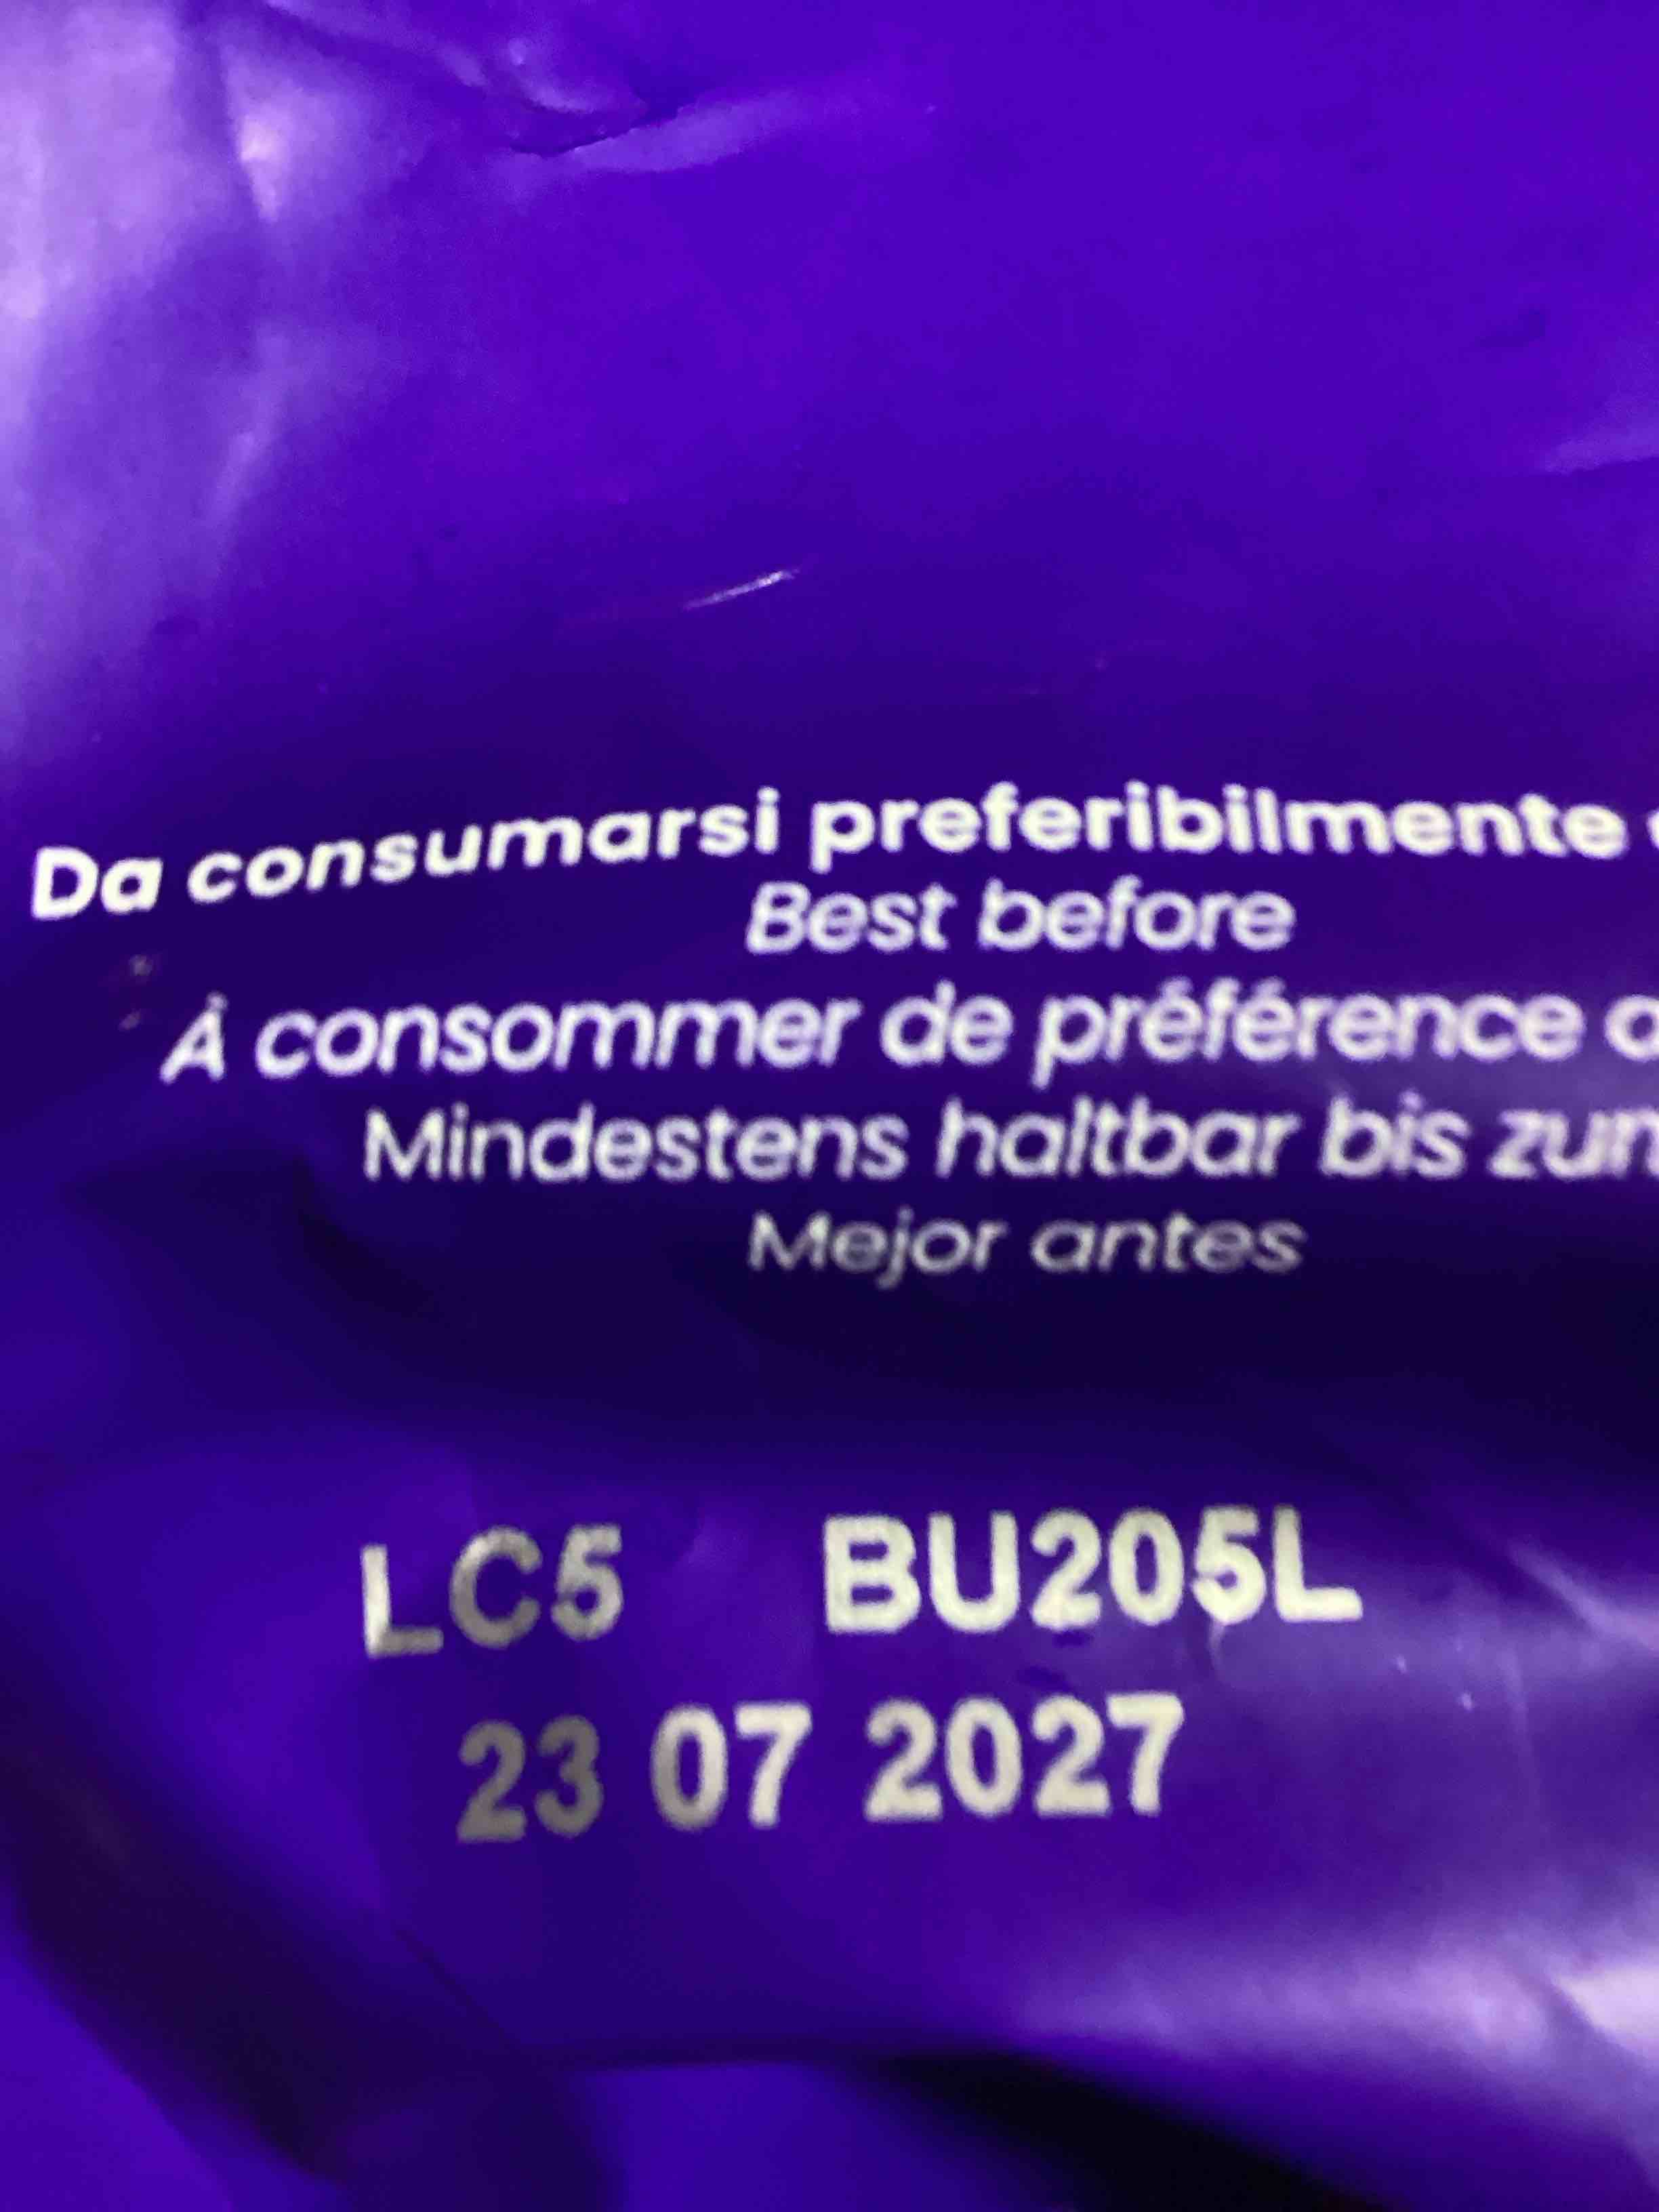 Da consumarsi preferibilmente
Best before
À consommer de préférence
Mindestens haltbar bis
Mejor antes
LC5 BU205L
23 07 2027